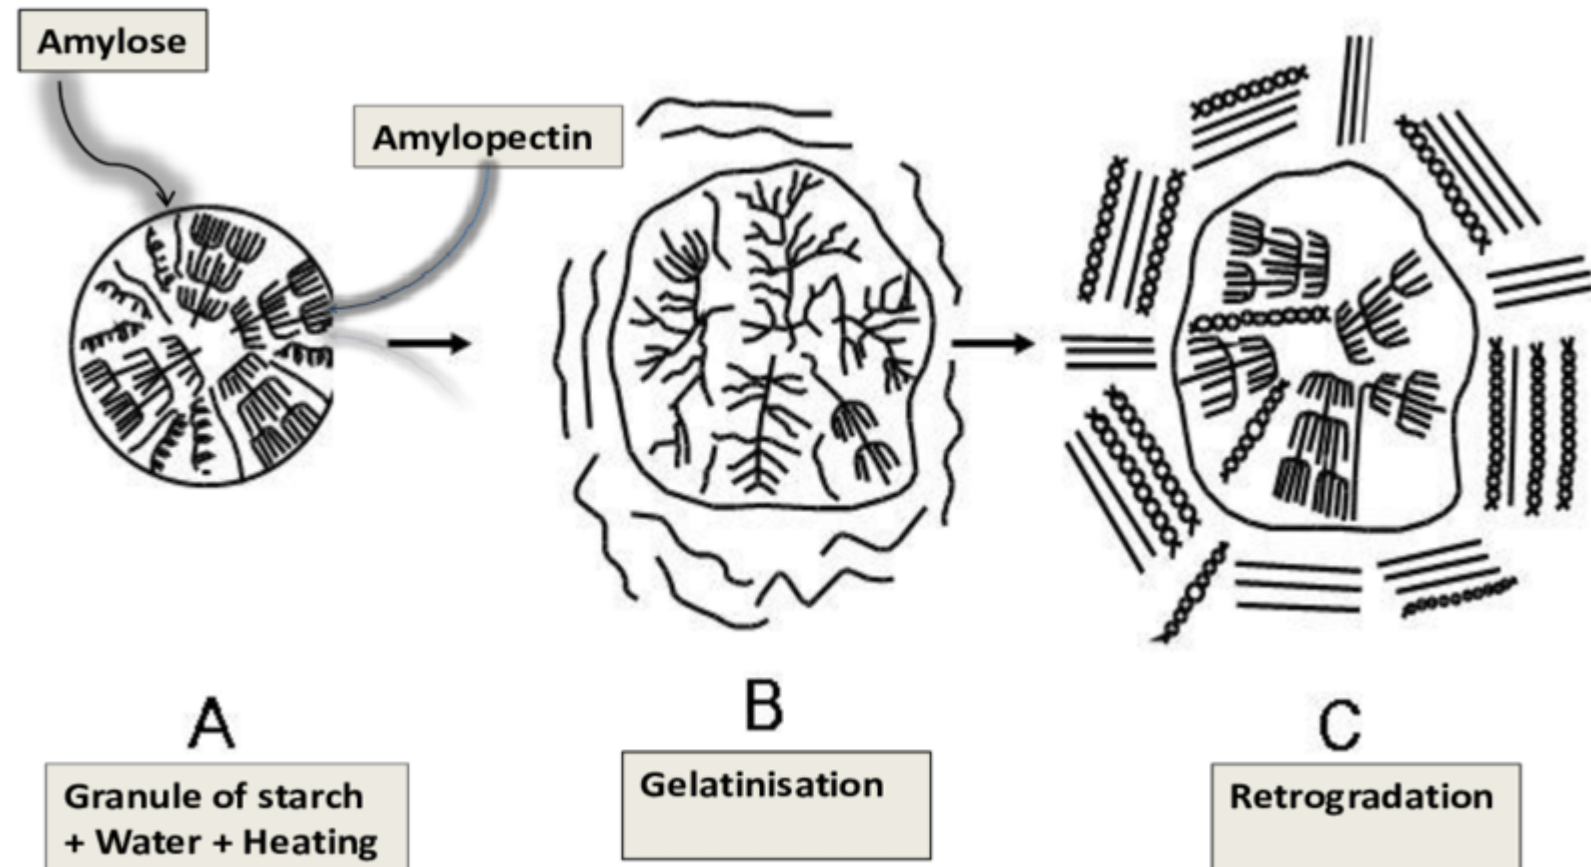 Amylose
Amylopectin
A
B
C
Granule of starch
+ Water + Heating
Gelatinisation
Retrogradation